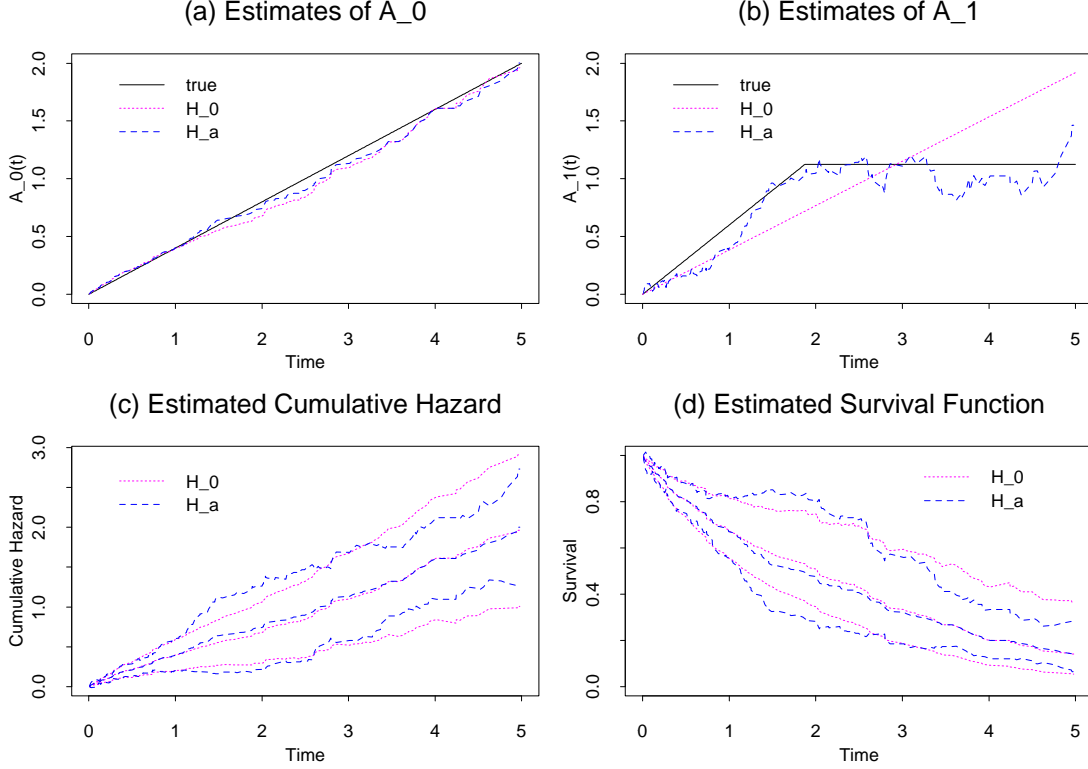 (a) Estimates of A_0
A_0(t)
2.0
1.5
1.0
0.5
0.0
true
H_0
H_a
0 1 2 3 4 5
Time
(b) Estimates of A_1
A_1(t)
2.0
1.5
1.0
0.5
0.0
true
H_0
H_a
0 1 2 3 4 5
Time
(c) Estimated Cumulative Hazard
Cumulative Hazard
3.0
2.0
1.0
0.0
H_0
H_a
0 1 2 3 4 5
Time
(d) Estimated Survival Function
Survival
0.8
0.4
0.0
H_0
H_a
0 1 2 3 4 5
Time